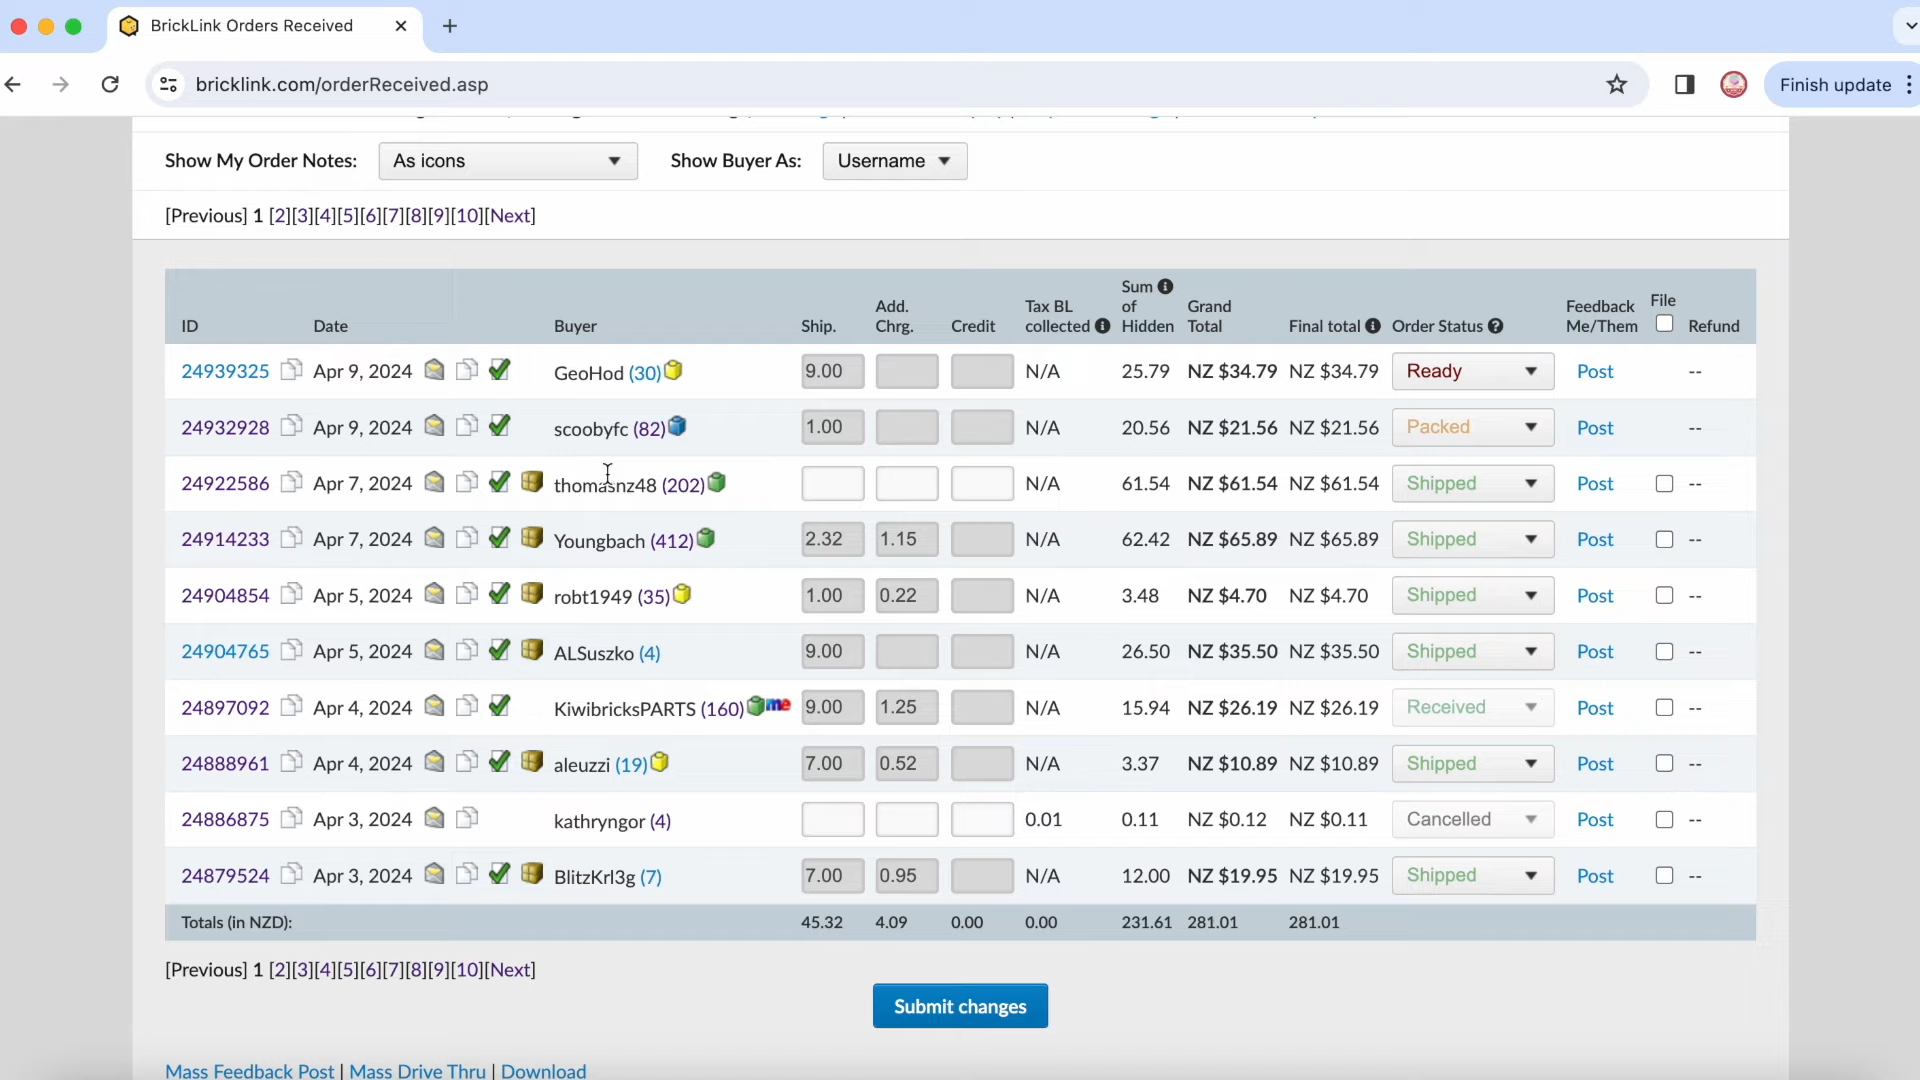 BrickLink Orders Received
bricklink.com/orderReceived.asp
Finish update
Show My Order Notes: As icons Show Buyer As: Username
[Previous] 1 [2][3][4][5][6][7][8][9][10][Next]
ID Date Buyer Ship. Add. Chrg. Credit Tax BL collected Sum of Hidden Grand Total Final total Order Status Feedback Me/Them File Refund
24939325 Apr 9, 2024 GeoHod (30) 9.00 N/A 25.79 NZ $34.79 NZ $34.79 Ready Post --
24932928 Apr 9, 2024 scoobyfc (82) 1.00 N/A 20.56 NZ $21.56 NZ $21.56 Packed Post --
24922586 Apr 7, 2024 thomasnz48 (202) N/A 61.54 NZ $61.54 NZ $61.54 Shipped Post --
24914233 Apr 7, 2024 Youngbach (412) 2.32 1.15 N/A 62.42 NZ $65.89 NZ $65.89 Shipped Post --
24904854 Apr 5, 2024 robt1949 (35) 1.00 0.22 N/A 3.48 NZ $4.70 NZ $4.70 Shipped Post --
24904765 Apr 5, 2024 ALSuszko (4) 9.00 N/A 26.50 NZ $35.50 NZ $35.50 Shipped Post --
24897092 Apr 4, 2024 KiwibricksPARTS (160) me 9.00 1.25 N/A 15.94 NZ $26.19 NZ $26.19 Received Post --
24888961 Apr 4, 2024 aleuzzi (19) 7.00 0.52 N/A 3.37 NZ $10.89 NZ $10.89 Shipped Post --
24886875 Apr 3, 2024 kathryngor (4) 0.01 0.11 NZ $0.12 NZ $0.11 Cancelled Post --
24879524 Apr 3, 2024 BlitzKrl3g (7) 7.00 0.95 N/A 12.00 NZ $19.95 NZ $19.95 Shipped Post --
Totals (in NZD): 45.32 4.09 0.00 0.00 231.61 281.01 281.01
[Previous] 1 [2][3][4][5][6][7][8][9][10][Next]
Submit changes
Mass Feedback Post | Mass Drive Thru | Download